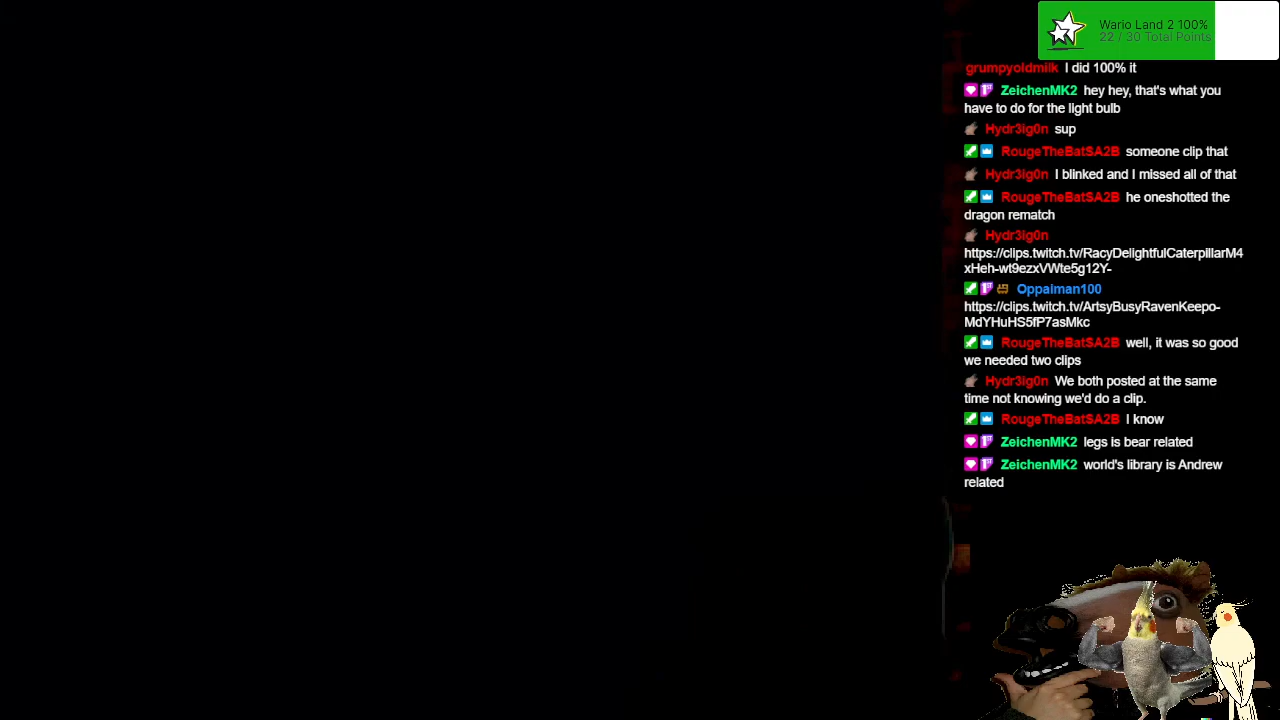 Wario Land 2 100%
22 / 30 Total Points
grumpyoldmilk I did 100% it
ZeichenMK2 hey hey, that's what you
have to do for the light bulb
Hydr3ig0n sup
RougeTheBatSA2B someone clip that
Hydr3ig0n I blinked and I missed all of that
RougeTheBatSA2B he oneshotted the
dragon rematch
Hydr3ig0n
https://clips.twitch.tv/RacyDelightfulCaterpillarM4
xHeh-wt9ezxVWte5g12Y-
Oppaiman100
https://clips.twitch.tv/ArtsyBusyRavenKeepo-
MdYHuHS5fP7asMkc
RougeTheBatSA2B well, it was so good
we needed two clips
Hydr3ig0n We both posted at the same
time not knowing we'd do a clip.
RougeTheBatSA2B I know
ZeichenMK2 legs is bear related
ZeichenMK2 world's library is Andrew
related